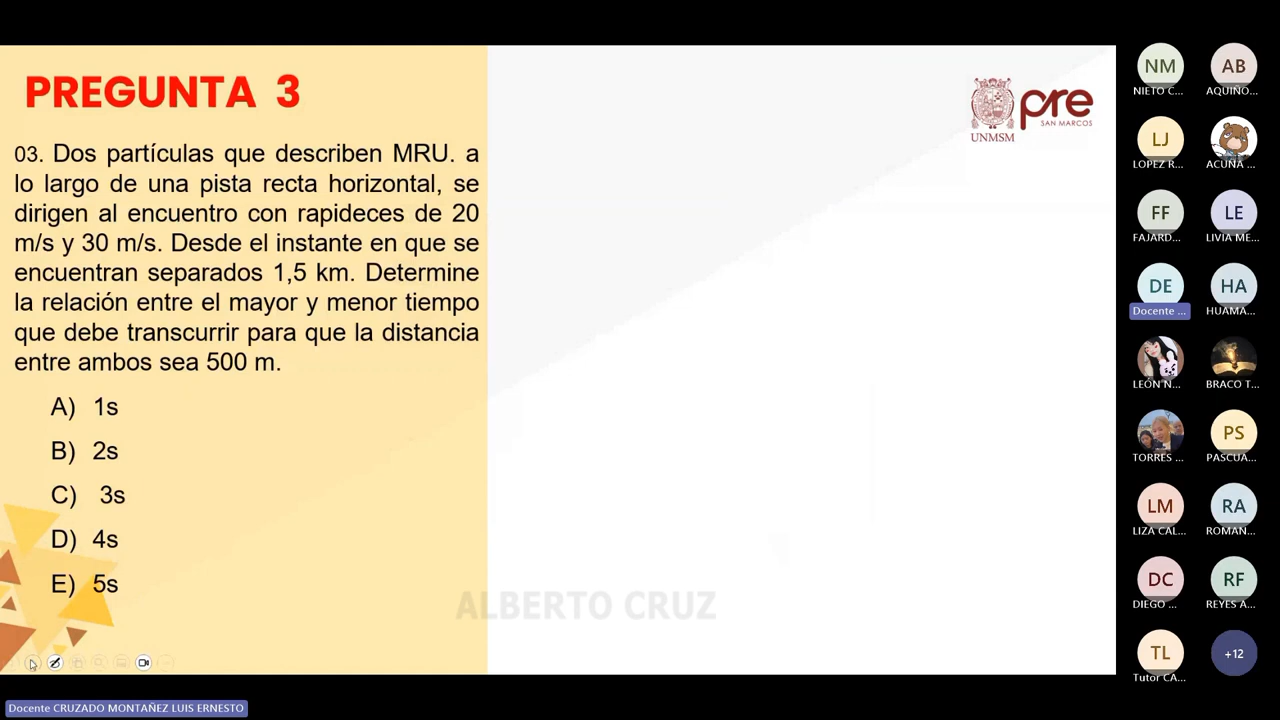 PREGUNTA 3
03. Dos partículas que describen MRU. a
lo largo de una pista recta horizontal, se
dirigen al encuentro con rapideces de 20
m/s y 30 m/s. Desde el instante en que se
encuentran separados 1,5 km. Determine
la relación entre el mayor y menor tiempo
que debe transcurrir para que la distancia
entre ambos sea 500 m.
A) 1s
B) 2s
C) 3s
D) 4s
E) 5s
UNMSM
pre
SAN MARCOS
ALBERTO CRUZ
NM
NIETO C...
AB
AQUIÑO...
LJ
LOPEZ R...
ACUÑA ...
FF
FAJARD...
LE
LIVIA ME...
DE
Docente ...
HA
HUAMA...
LEÓN N...
BRACO T...
TORRES ...
PS
PASCUA...
LM
LIZA CAL...
RA
ROMAN...
DC
DIEGO ...
RF
REYES A...
TL
Tutor CA...
+12
Docente CRUZADO MONTAÑEZ LUIS ERNESTO